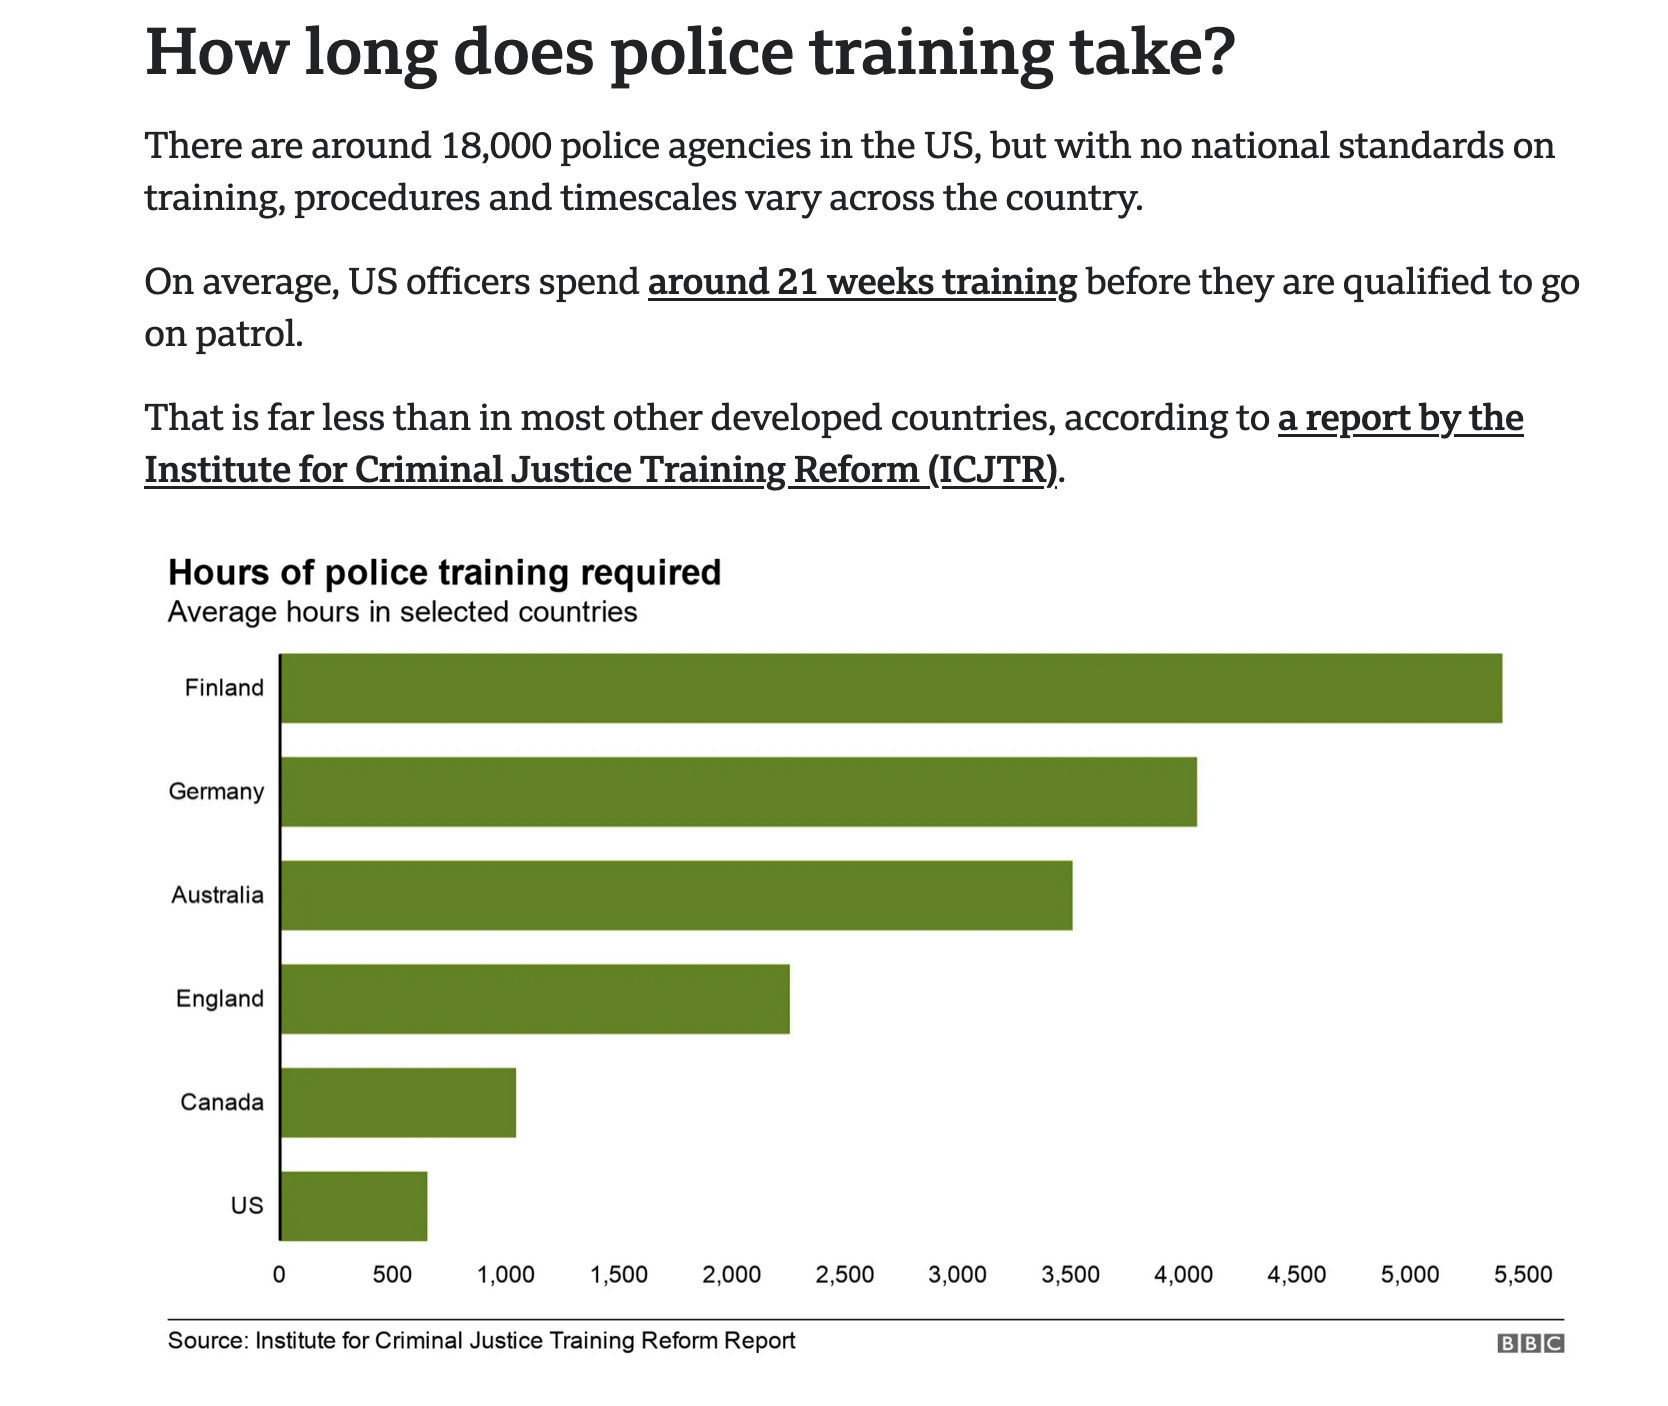 How long does police training take?
There are around 18,000 police agencies in the US, but with no national standards on
training, procedures and timescales vary across the country.
On average, US officers spend around 21 weeks training before they are qualified to go
on patrol.
That is far less than in most other developed countries, according to a report by the
Institute for Criminal Justice Training Reform (ICJTR).
Hours of police training required
Average hours in selected countries
Finland
Germany
Australia
England
Canada
US
0 500 1,000 1,500 2,000 2,500 3,000 3,500 4,000 4,500 5,000 5,500
Source: Institute for Criminal Justice Training Reform Report
BBC